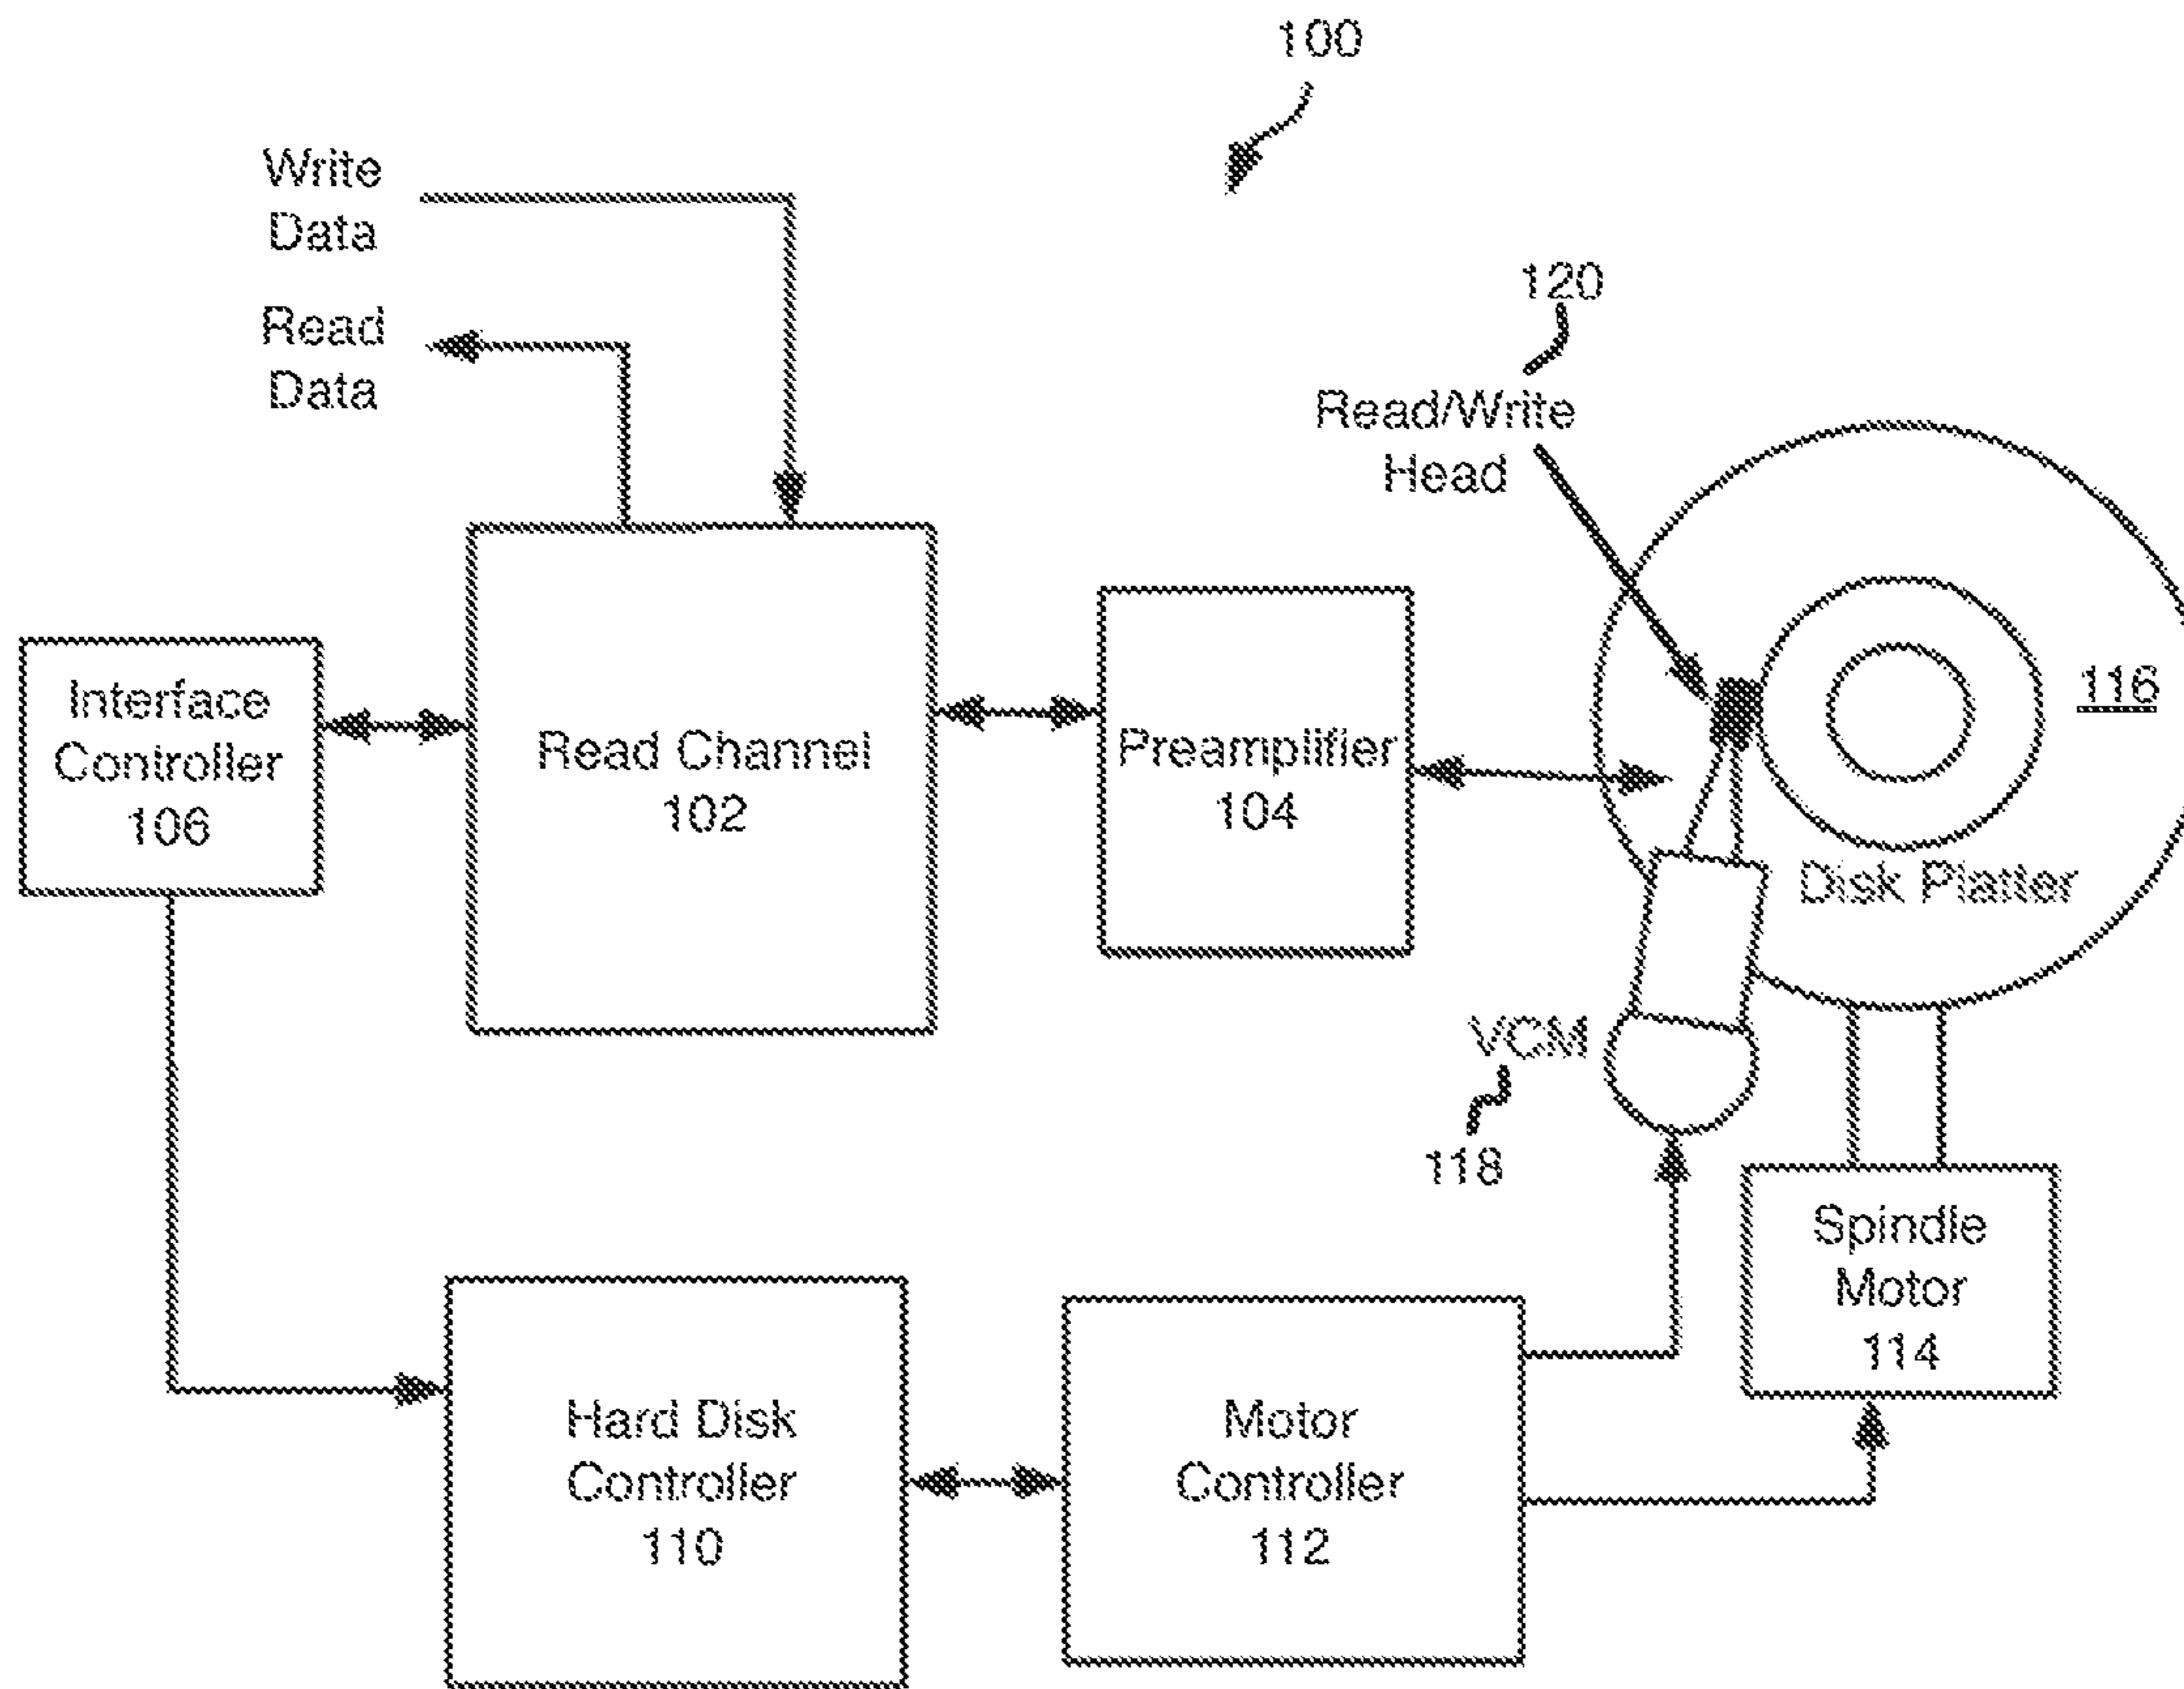 100
Write
Data
Read
Data
120
Read/Write
Head
Interface
Controller
106
Read Channel
102
Preamplifier
104
116
Disk Platter
VCM
118
Spindle
Motor
114
Hard Disk
Controller
110
Motor
Controller
112